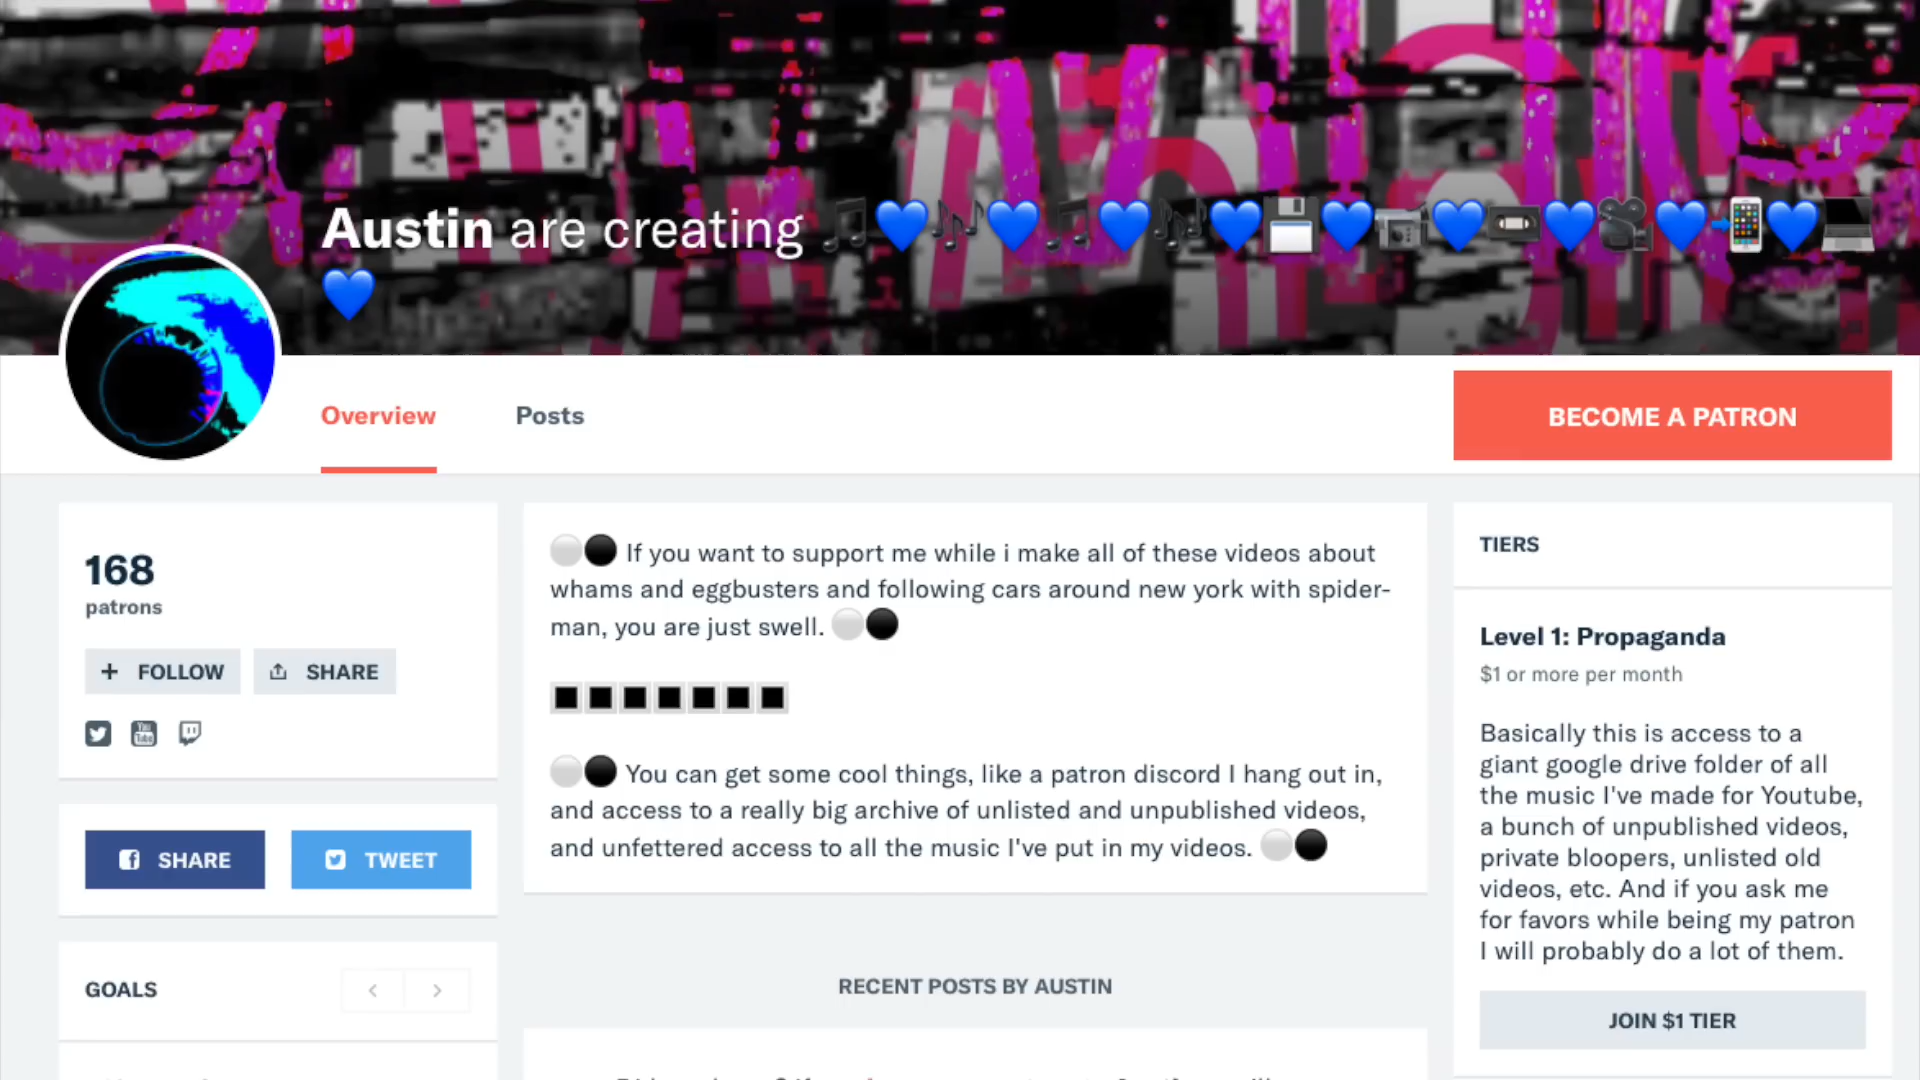 Austin are creating 🎵💙🎶💙🎵💙🎶💙💾💙📹💙📼💙🎥💙📲💙💻
💙
Overview
Posts
BECOME A PATRON
168
patrons
+ FOLLOW
SHARE
SHARE
TWEET
GOALS
⚪⚫ If you want to support me while i make all of these videos about
whams and eggbusters and following cars around new york with spider-
man, you are just swell. ⚪⚫
⚪⚫ You can get some cool things, like a patron discord I hang out in,
and access to a really big archive of unlisted and unpublished videos,
and unfettered access to all the music I've put in my videos. ⚪⚫
RECENT POSTS BY AUSTIN
TIERS
Level 1: Propaganda
$1 or more per month
Basically this is access to a
giant google drive folder of all
the music I've made for Youtube,
a bunch of unpublished videos,
private bloopers, unlisted old
videos, etc. And if you ask me
for favors while being my patron
I will probably do a lot of them.
JOIN $1 TIER